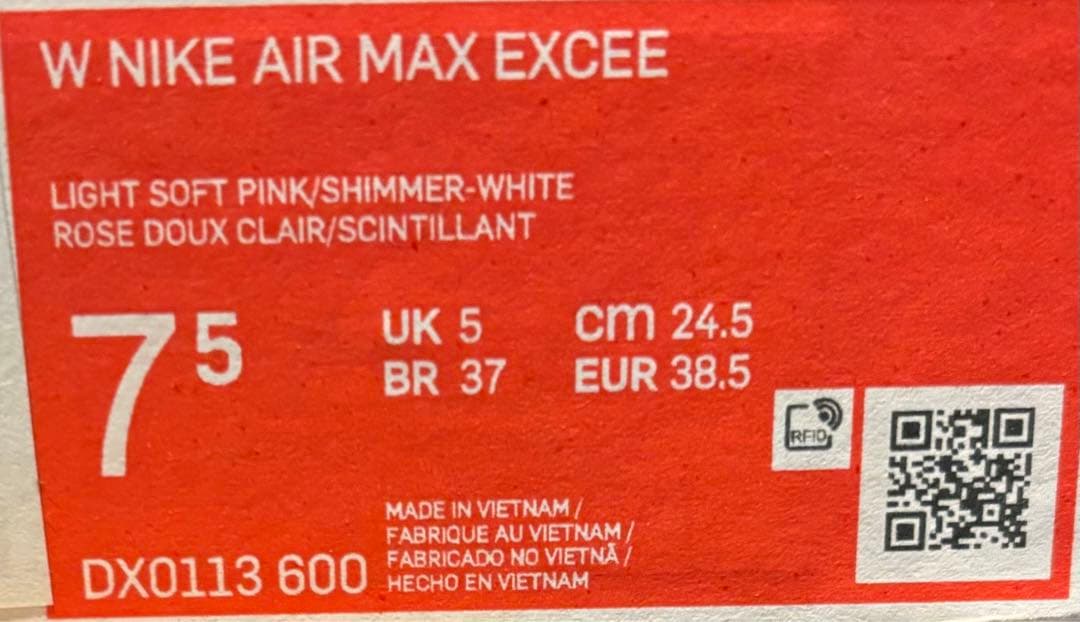 W NIKE AIR MAX EXCEE
LIGHT SOFT PINK/SHIMMER-WHITE
ROSE DOUX CLAIR/SCINTILLANT
7 5
UK 5 cm 24.5
BR 37 EUR 38.5
RFID
MADE IN VIETNAM /
FABRIQUE AU VIETNAM /
FABRICADO NO VIETNÃ /
HECHO EN VIETNAM
DX0113 600